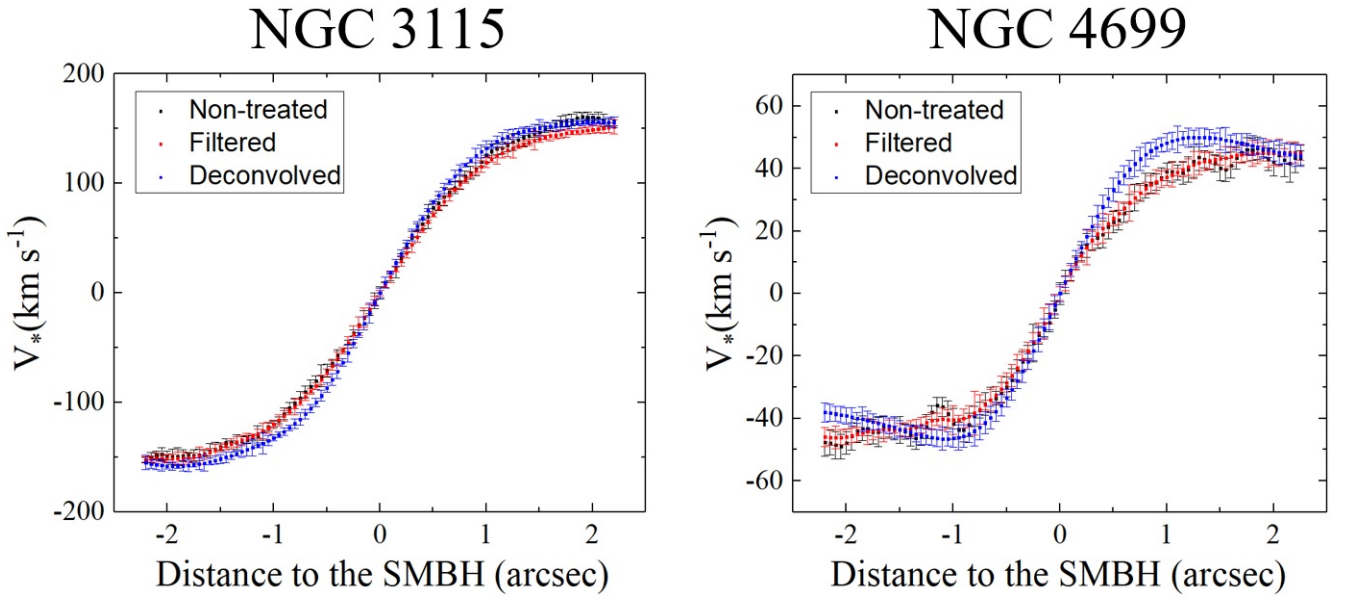 NGC 3115
200
100
0
-100
-200
V*(km s-1)
Non-treated
Filtered
Deconvolved
-2 -1 0 1 2
Distance to the SMBH (arcsec)
NGC 4699
60
40
20
0
-20
-40
-60
V*(km s-1)
Non-treated
Filtered
Deconvolved
-2 -1 0 1 2
Distance to the SMBH (arcsec)